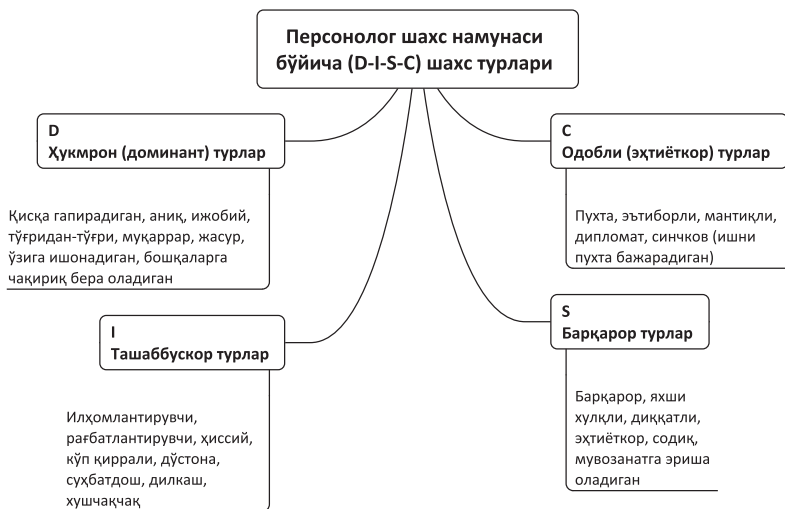 Персонолог шахс намунаси
бўйича (D-I-S-C) шахс турлари
D
Ҳукмрон (доминант) турлар
Қисқа гапирадиган, аниқ, ижобий,
тўғридан-тўғри, муқаррар, жасур,
ўзига ишонадиган, бошқаларга
чақириқ бера оладиган
C
Одобли (эҳтиёткор) турлар
Пухта, эътиборли, мантиқли,
дипломат, синчков (ишни
пухта бажарадиган)
I
Ташаббускор турлар
Илҳомлантирувчи,
рағбатлантирувчи, ҳиссий,
кўп қиррали, дўстона,
суҳбатдош, дилкаш,
хушчақчақ
S
Барқарор турлар
Барқарор, яхши
хулқли, диққатли,
эҳтиёткор, содиқ,
мувозанатга эриша
оладиган